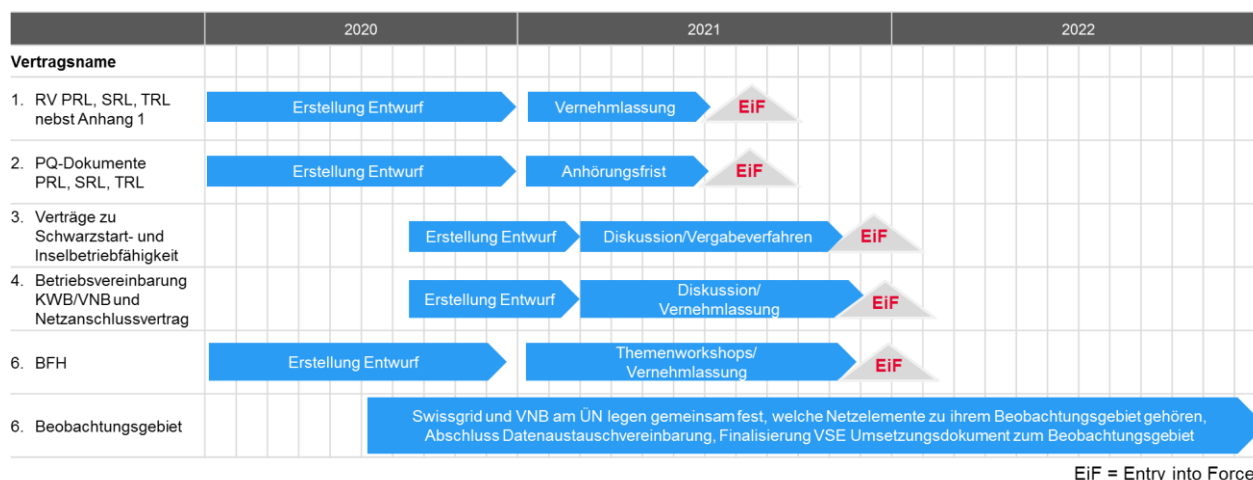 2020 2021 2022
Vertragsname
1. RV PRL, SRL, TRL
nebst Anhang 1
Erstellung Entwurf
Vernehmlassung
EiF
2. PQ-Dokumente
PRL, SRL, TRL
Erstellung Entwurf
Anhörungsfrist
EiF
3. Verträge zu
Schwarzstart- und
Inselbetriebfähigkeit
Erstellung Entwurf
Diskussion/Vergabeverfahren
EiF
4. Betriebsvereinbarung
KWB/VNB und
Netzanschlussvertrag
Erstellung Entwurf
Diskussion/
Vernehmlassung
EiF
6. BFH
Erstellung Entwurf
Themenworkshops/
Vernehmlassung
EiF
6. Beobachtungsgebiet
Swissgrid und VNB am ÜN legen gemeinsam fest, welche Netzelemente zu ihrem Beobachtungsgebiet gehören,
Abschluss Datenaustauschvereinbarung, Finalisierung VSE Umsetzungsdokument zum Beobachtungsgebiet
EiF = Entry into Force